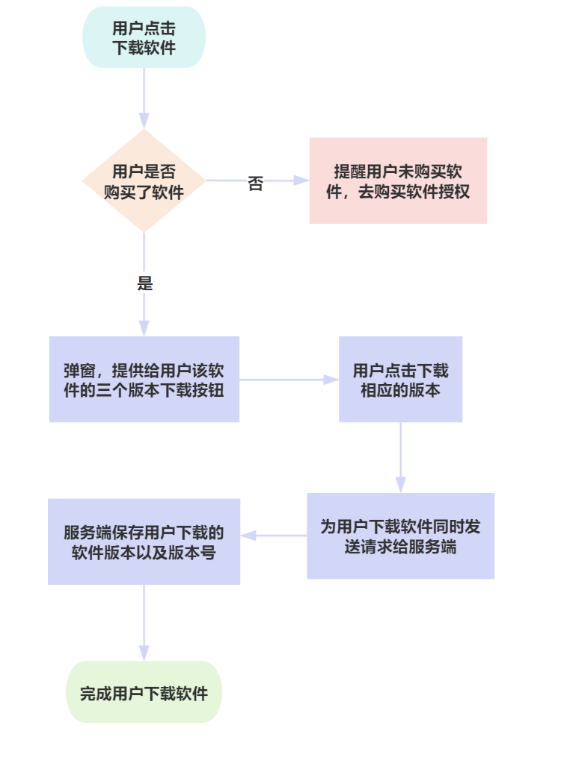 用户点击
下载软件
用户是否
购买了软件
否
提醒用户未购买软
件，去购买软件授权
是
弹窗，提供给用户该软
件的三个版本下载按钮
用户点击下载
相应的版本
为用户下载软件同时发
送请求给服务端
服务端保存用户下载的
软件版本以及版本号
完成用户下载软件